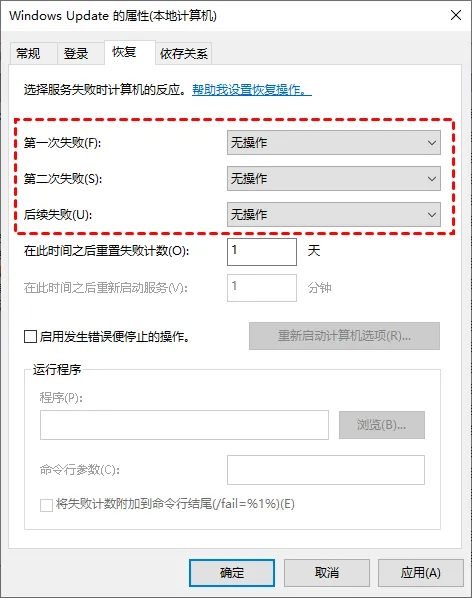 Windows Update 的属性(本地计算机)
常规 登录 恢复 依存关系
选择服务失败时计算机的反应。帮助我设置恢复操作。
第一次失败(F): 无操作
第二次失败(S): 无操作
后续失败(U): 无操作
在此时间之后重置失败计数(O): 1 天
在此时间之后重新启动服务(V): 1 分钟
启用发生错误便停止的操作。 重新启动计算机选项(R)...
运行程序
程序(P):
浏览(B)...
命令行参数(C):
将失败计数附加到命令行结尾(/fail=%1%)(E)
确定 取消 应用(A)